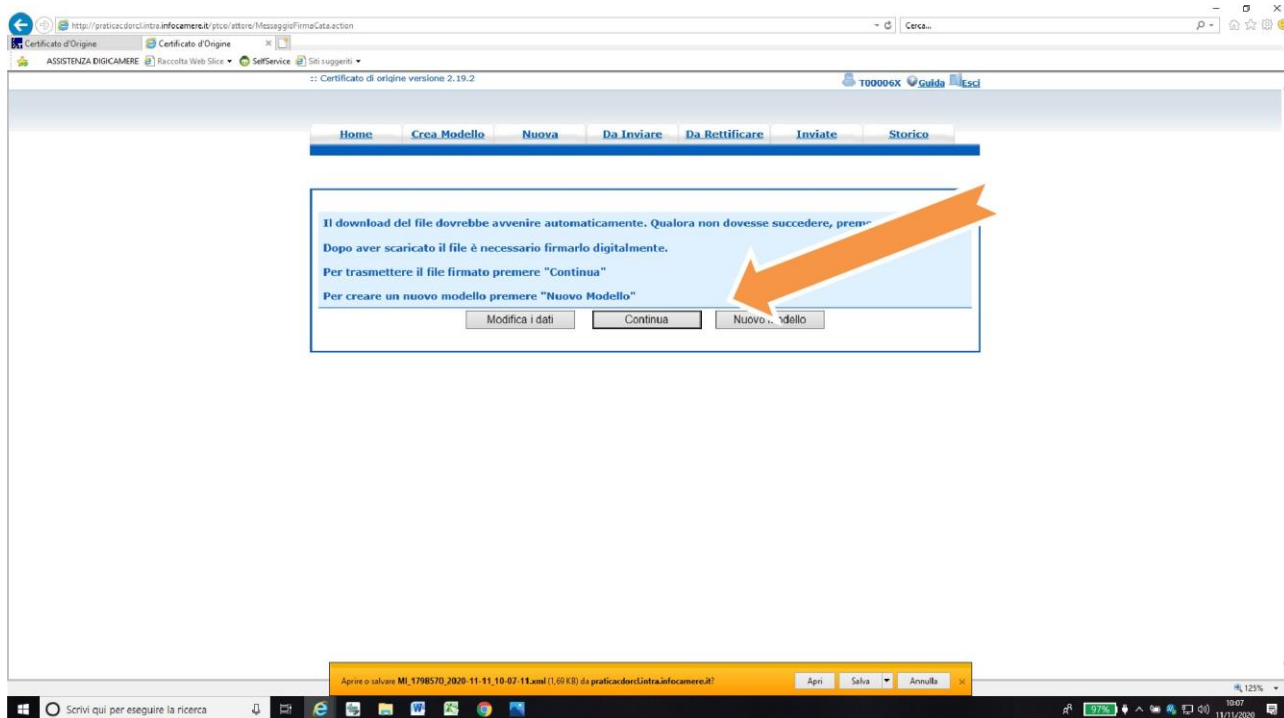 http://praticacdorcl.intra.infocamere.it/ptco/attore/MessaggioFirmaCata.action
Cerca...
Certificato d'Origine
Certificato d'Origine
ASSISTENZA DIGICAMERE Raccolta Web Slice SelfService Siti suggeriti
:: Certificato di origine versione 2.19.2
T00006X Guida Esci
Home Crea Modello Nuova Da Inviare Da Rettificare Inviate Storico
Il download del file dovrebbe avvenire automaticamente. Qualora non dovesse succedere,
Dopo aver scaricato il file è necessario firmarlo digitalmente.
Per trasmettere il file firmato premere "Continua"
Per creare un nuovo modello premere "Nuovo Modello"
Modifica i dati Continua Nuovo
Aprire o salvare MI_1798570_2020-11-11_10-07-11.xml (1,69 KB) da praticacdorcl.intra.infocamere.it?
Apri Salva Annulla
125%
Scrivi qui per eseguire la ricerca
97%
10:07
11/11/2020